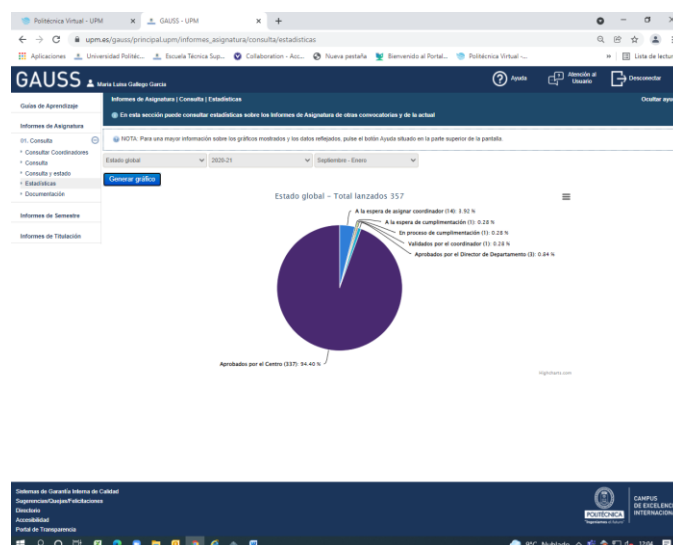 Politécnica Virtual - UPM
GAUSS - UPM
upm.es/gauss/principal.upm/informes_asignatura/consulta/estadisticas
Aplicaciones
Universidad Politéc...
Escuela Técnica Sup...
Collaboration - Acc...
Nueva pestaña
Bienvenido al Portal...
Politécnica Virtual -...
Lista de lectur
GAUSS
María Luisa Gallego García
Ayuda
Atención al
Usuario
Desconectar
Guías de Aprendizaje
Informes de Asignatura
01. Consulta
Consultar Coordinadores
Consulta
Consulta y estado
Estadísticas
Documentación
Informes de Semestre
Informes de Titulación
Informes de Asignatura | Consulta | Estadísticas
Ocultar ayu
En esta sección puede consultar estadísticas sobre los Informes de Asignatura de otras convocatorias y de la actual
NOTA: Para una mayor información sobre los gráficos mostrados y los datos reflejados, pulse el botón Ayuda situado en la parte superior de la pantalla.
Estado global
2020-21
Septiembre - Enero
Generar gráfico
Estado global - Total lanzados 357
A la espera de asignar coordinador (14): 3.92 %
A la espera de cumplimentación (1): 0.28 %
En proceso de cumplimentación (1): 0.28 %
Validados por el coordinador (1): 0.28 %
Aprobados por el Director de Departamento (3): 0.84 %
Aprobados por el Centro (337): 94.40 %
Highcharts.com
Sistemas de Garantía Interna de Calidad
Sugerencias/Quejas/Felicitaciones
Directorio
Accesibilidad
Portal de Transparencia
POLITÉCNICA
CAMPUS
DE EXCELENC
INTERNACION
9°C Nublado
12:04